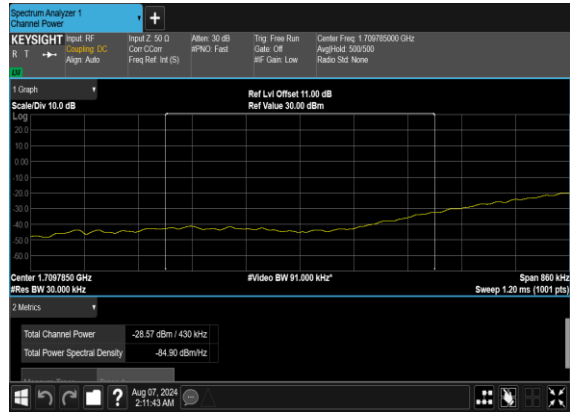 Spectrum Analyzer 1
Channel Power
+
KEYSIGHT Input: RF Input Z: 50 Ω Atten: 30 dB Trig: Free Run Center Freq: 1.709785000 GHz
R T Coupling: DC Corr CCorr #PNO: Fast Gate: Off Avg|Hold: 500/500
Align: Auto Freq Ref: Int (S) #IF Gain: Low Radio Std: None
1 Graph
Ref Lvl Offset 11.00 dB
Scale/Div 10.0 dB Ref Value 30.00 dBm
Log
20.0
10.0
0.00
-10.0
-20.0
-30.0
-40.0
-50.0
-60.0
Center 1.7097850 GHz #Video BW 91.000 kHz* Span 860 kHz
#Res BW 30.000 kHz Sweep 1.20 ms (1001 pts)
2 Metrics
Total Channel Power -28.57 dBm / 430 kHz
Total Power Spectral Density -84.90 dBm/Hz
?
Aug 07, 2024
2:11:43 AM